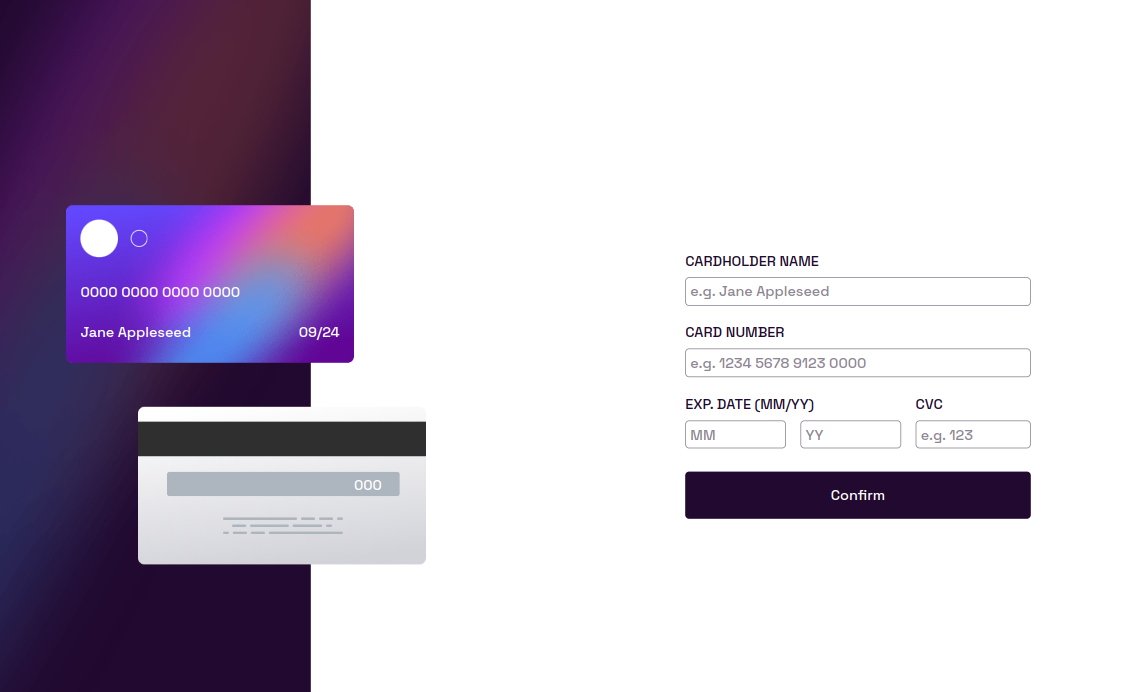 0000 0000 0000 0000
Jane Appleseed 09/24
000
CARDHOLDER NAME
e.g. Jane Appleseed
CARD NUMBER
e.g. 1234 5678 9123 0000
EXP. DATE (MM/YY) CVC
MM YY e.g. 123
Confirm